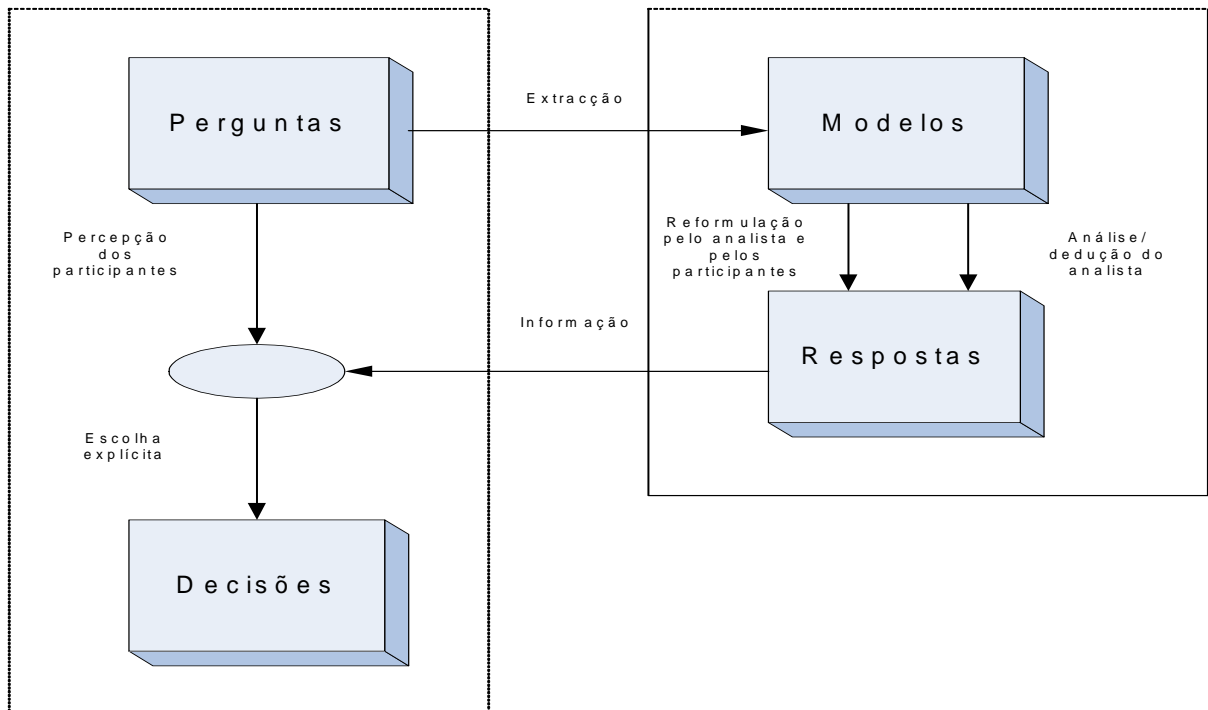 Perguntas
Extracção
Modelos
Percepção
dos
participantes
Reformulação
pelo analista e
pelos
participantes
Análise/
dedução do
analista
Informação
Respostas
Escolha
explícita
Decisões